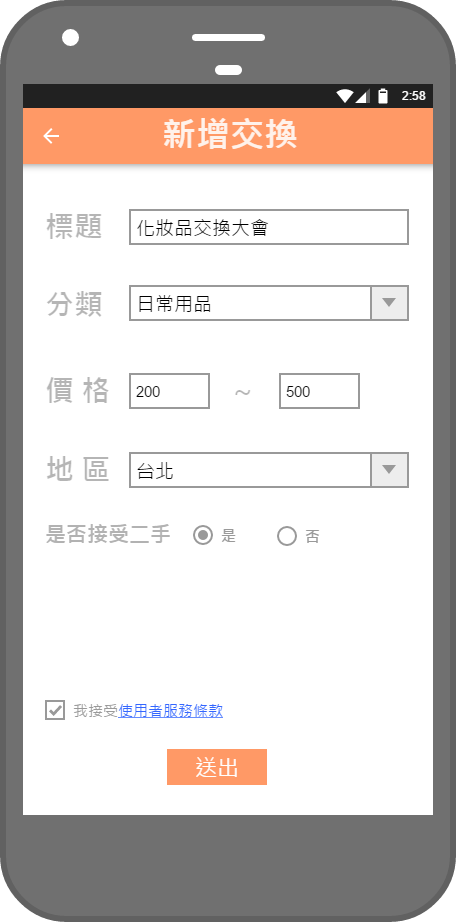 2:58
新增交換
標題 化妝品交換大會
分類 日常用品
價 格 200 ~ 500
地 區 台北
是否接受二手 是 否
我接受使用者服務條款
送出